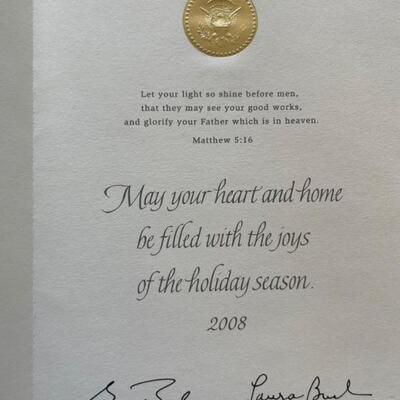 Let your light so shine before men,
that they may see your good works,
and glorify your Father which is in heaven.
Matthew 5:16
May your heart and home
be filled with the joys
of the holiday season.
2008
Laura Bush